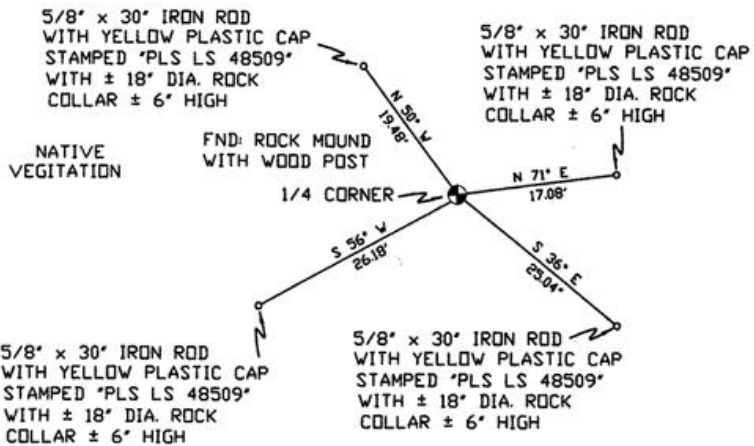 5/8" x 30" IRON ROD
WITH YELLOW PLASTIC CAP
STAMPED "PLS LS 48509"
WITH ± 18" DIA. ROCK
COLLAR ± 6" HIGH
5/8" x 30" IRON ROD
WITH YELLOW PLASTIC CAP
STAMPED "PLS LS 48509"
WITH ± 18" DIA. ROCK
COLLAR ± 6" HIGH
N 50° W
19.48'
NATIVE
VEGITATION
FND: ROCK MOUND
WITH WOOD POST
1/4 CORNER
N 71° E
17.08'
S 56° W
26.18'
S 36° E
25.04'
5/8" x 30" IRON ROD
WITH YELLOW PLASTIC CAP
STAMPED "PLS LS 48509"
WITH ± 18" DIA. ROCK
COLLAR ± 6" HIGH
5/8" x 30" IRON ROD
WITH YELLOW PLASTIC CAP
STAMPED "PLS LS 48509"
WITH ± 18" DIA. ROCK
COLLAR ± 6" HIGH